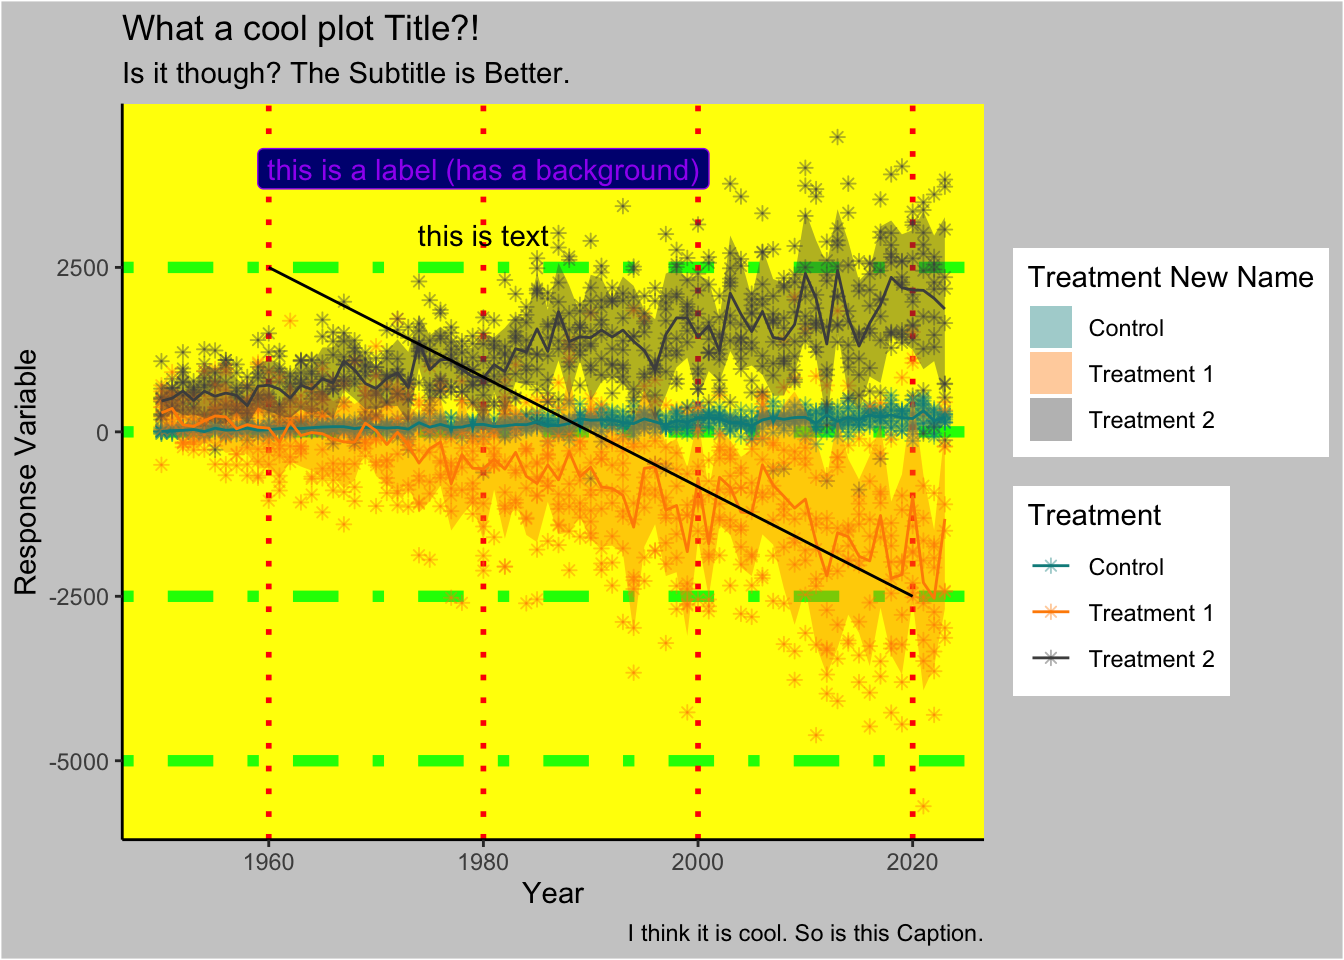 What a cool plot Title?!
Is it though? The Subtitle is Better.
this is a label (has a background)
this is text
Response Variable
2500
0
-2500
-5000
1960
1980
2000
2020
Year
I think it is cool. So is this Caption.
Treatment New Name
Control
Treatment 1
Treatment 2
Treatment
Control
Treatment 1
Treatment 2